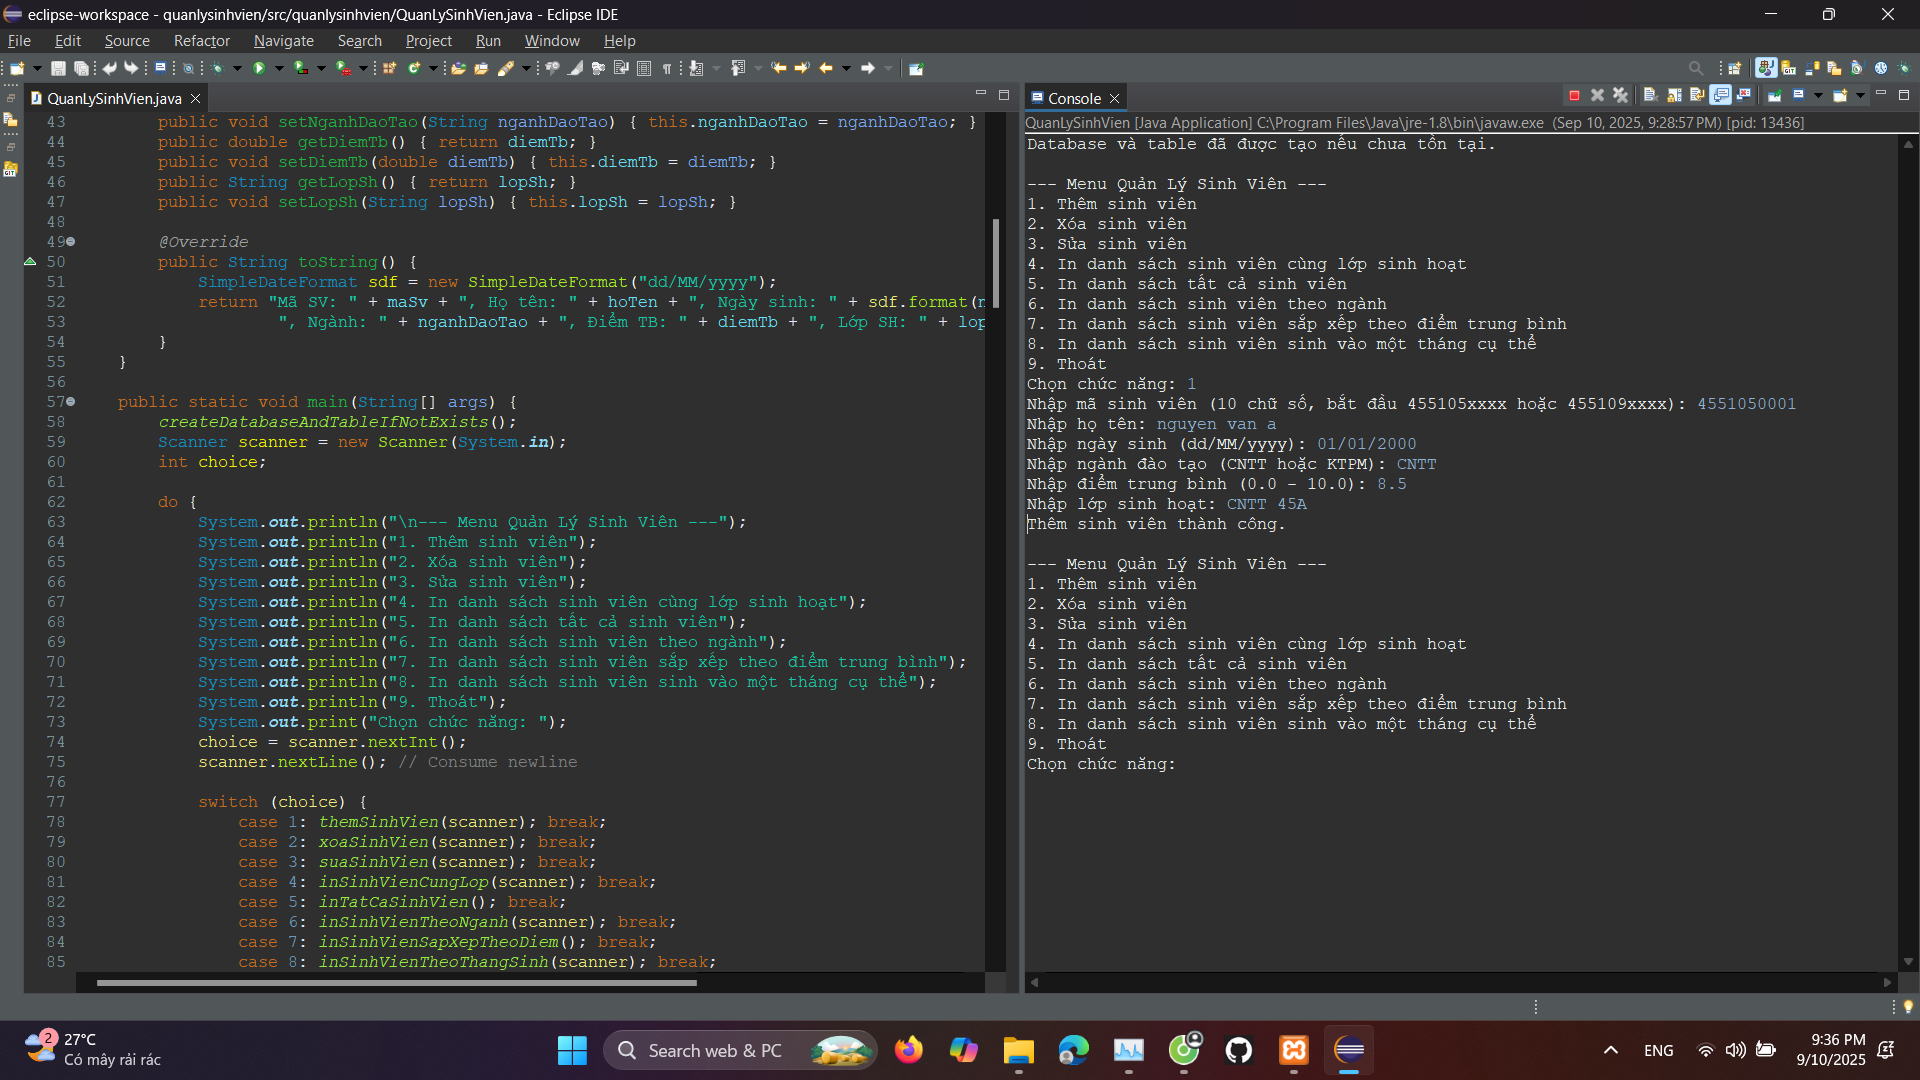 eclipse-workspace - quanlysinhvien/src/quanlysinhvien/QuanLySinhVien.java - Eclipse IDE
File Edit Source Refactor Navigate Search Project Run Window Help
QuanLySinhVien.java
43 public void setNganhDaoTao(String nganhDaoTao) { this.nganhDaoTao = nganhDaoTao; }
44 public double getDiemTb() { return diemTb; }
45 public void setDiemTb(double diemTb) { this.diemTb = diemTb; }
46 public String getLopSh() { return lopSh; }
47 public void setLopSh(String lopSh) { this.lopSh = lopSh; }
48
49 @Override
50 public String toString() {
51 SimpleDateFormat sdf = new SimpleDateFormat("dd/MM/yyyy");
52 return "Mã SV: " + maSv + ", Họ tên: " + hoTen + ", Ngày sinh: " + sdf.format(n
53 ", Ngành: " + nganhDaoTao + ", Điểm TB: " + diemTb + ", Lớp SH: " + lop
54 }
55 }
56
57 public static void main(String[] args) {
58 createDatabaseAndTableIfNotExists();
59 Scanner scanner = new Scanner(System.in);
60 int choice;
61
62 do {
63 System.out.println("\n--- Menu Quản Lý Sinh Viên ---");
64 System.out.println("1. Thêm sinh viên");
65 System.out.println("2. Xóa sinh viên");
66 System.out.println("3. Sửa sinh viên");
67 System.out.println("4. In danh sách sinh viên cùng lớp sinh hoạt");
68 System.out.println("5. In danh sách tất cả sinh viên");
69 System.out.println("6. In danh sách sinh viên theo ngành");
70 System.out.println("7. In danh sách sinh viên sắp xếp theo điểm trung bình");
71 System.out.println("8. In danh sách sinh viên sinh vào một tháng cụ thể");
72 System.out.println("9. Thoát");
73 System.out.print("Chọn chức năng: ");
74 choice = scanner.nextInt();
75 scanner.nextLine(); // Consume newline
76
77 switch (choice) {
78 case 1: themSinhVien(scanner); break;
79 case 2: xoaSinhVien(scanner); break;
80 case 3: suaSinhVien(scanner); break;
81 case 4: inSinhVienCungLop(scanner); break;
82 case 5: inTatCaSinhVien(); break;
83 case 6: inSinhVienTheoNganh(scanner); break;
84 case 7: inSinhVienSapXepTheoDiem(); break;
85 case 8: inSinhVienTheoThangSinh(scanner); break;
Console
QuanLySinhVien [Java Application] C:\Program Files\Java\jre-1.8\bin\javaw.exe (Sep 10, 2025, 9:28:57 PM) [pid: 13436]
Database và table đã được tạo nếu chưa tồn tại.

--- Menu Quản Lý Sinh Viên ---
1. Thêm sinh viên
2. Xóa sinh viên
3. Sửa sinh viên
4. In danh sách sinh viên cùng lớp sinh hoạt
5. In danh sách tất cả sinh viên
6. In danh sách sinh viên theo ngành
7. In danh sách sinh viên sắp xếp theo điểm trung bình
8. In danh sách sinh viên sinh vào một tháng cụ thể
9. Thoát
Chọn chức năng: 1
Nhập mã sinh viên (10 chữ số, bắt đầu 455105xxxx hoặc 455109xxxx): 4551050001
Nhập họ tên: nguyen van a
Nhập ngày sinh (dd/MM/yyyy): 01/01/2000
Nhập ngành đào tạo (CNTT hoặc KTPM): CNTT
Nhập điểm trung bình (0.0 - 10.0): 8.5
Nhập lớp sinh hoạt: CNTT 45A
Thêm sinh viên thành công.

--- Menu Quản Lý Sinh Viên ---
1. Thêm sinh viên
2. Xóa sinh viên
3. Sửa sinh viên
4. In danh sách sinh viên cùng lớp sinh hoạt
5. In danh sách tất cả sinh viên
6. In danh sách sinh viên theo ngành
7. In danh sách sinh viên sắp xếp theo điểm trung bình
8. In danh sách sinh viên sinh vào một tháng cụ thể
9. Thoát
Chọn chức năng:
2
27°C
Có mây rải rác
Search web & PC
ENG
9:36 PM
9/10/2025